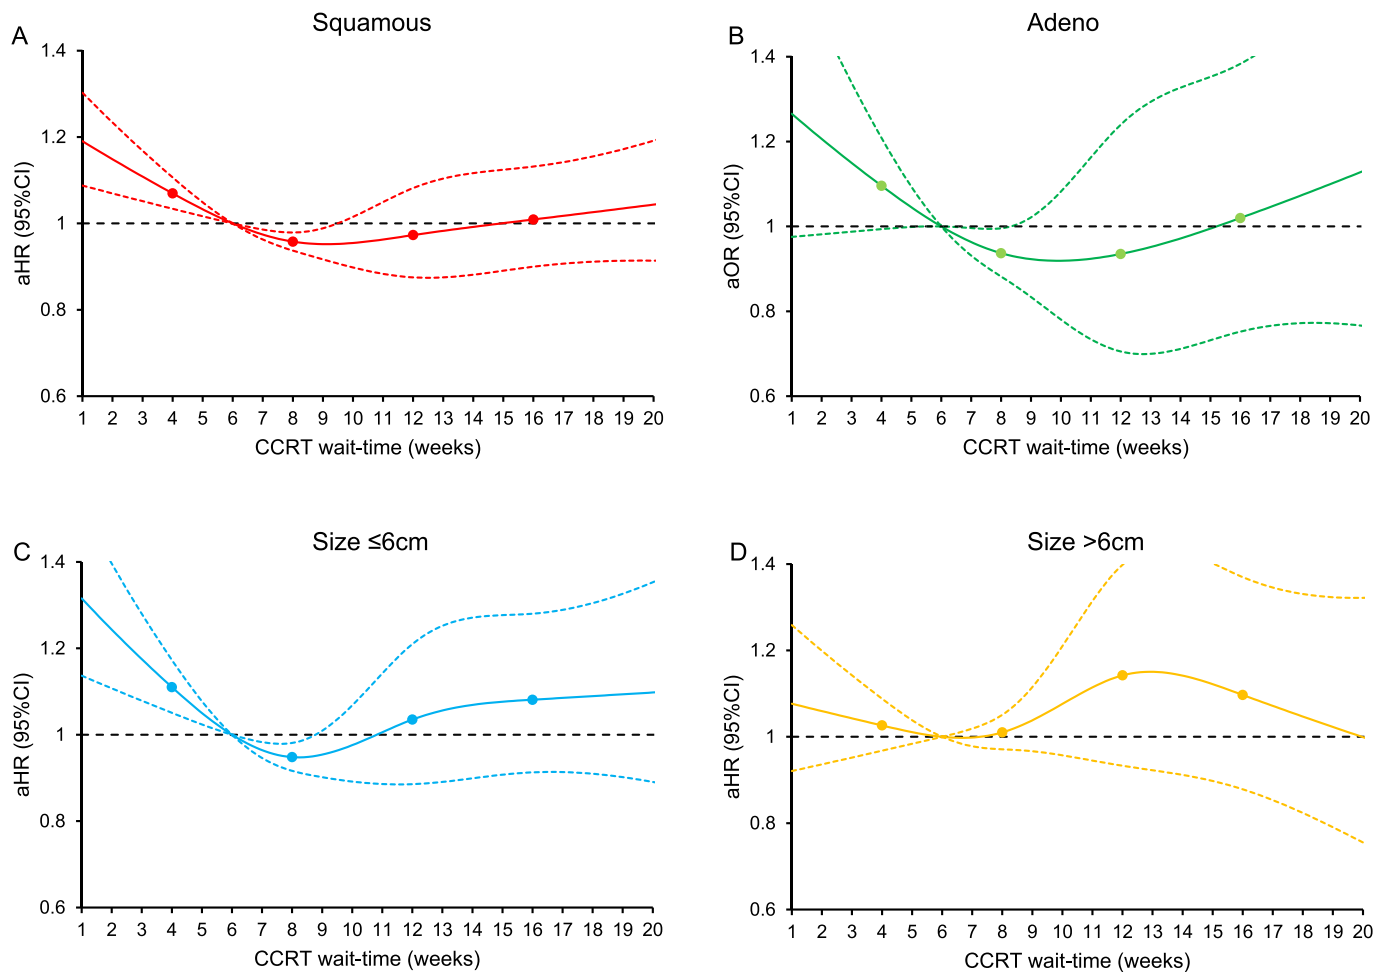 A
Squamous
1.4
1.2
1
0.8
0.6
aHR (95%CI)
1 2 3 4 5 6 7 8 9 10 11 12 13 14 15 16 17 18 19 20
CCRT wait-time (weeks)
B
Adeno
1.4
1.2
1
0.8
0.6
aOR (95%CI)
1 2 3 4 5 6 7 8 9 10 11 12 13 14 15 16 17 18 19 20
CCRT wait-time (weeks)
C
Size ≤6cm
1.4
1.2
1
0.8
0.6
aHR (95%CI)
1 2 3 4 5 6 7 8 9 10 11 12 13 14 15 16 17 18 19 20
CCRT wait-time (weeks)
D
Size >6cm
1.4
1.2
1
0.8
0.6
aHR (95%CI)
1 2 3 4 5 6 7 8 9 10 11 12 13 14 15 16 17 18 19 20
CCRT wait-time (weeks)